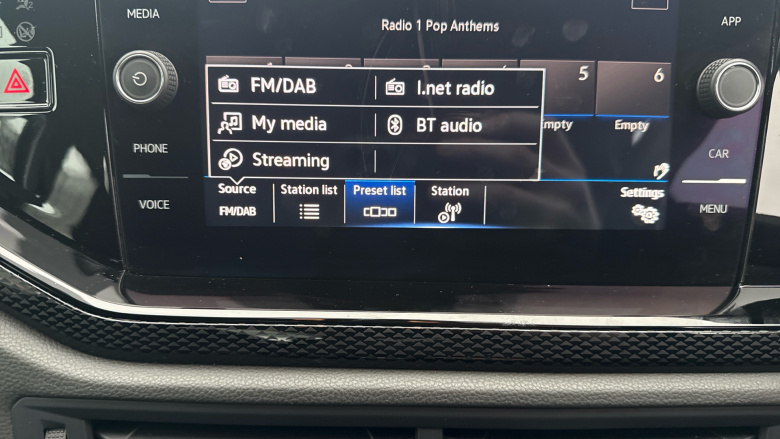 MEDIA
APP
Radio 1 Pop Anthems
5
6
FM/DAB
I.net radio
My media
BT audio
Streaming
mpty
Empty
PHONE
CAR
VOICE
MENU
Source
FM/DAB
Station list
Preset list
Station
Settings